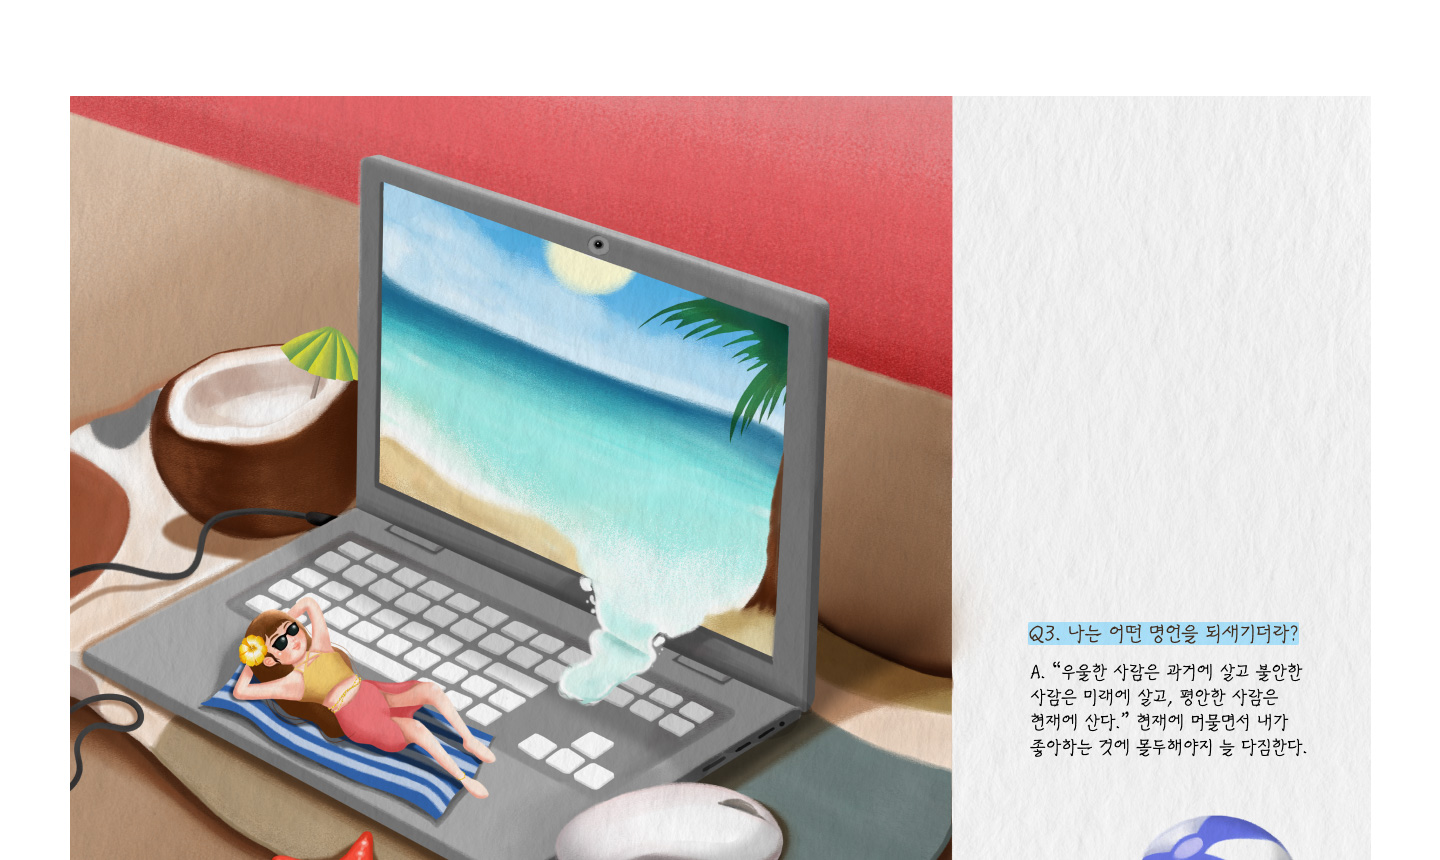 Q3. 나는 어떤 명언을 되새기더라?
A. “우울한 사람은 과거에 살고 불안한
사람은 미래에 살고, 평안한 사람은
현재에 산다.” 현재에 머물면서 내가
좋아하는 것에 몰두해야지 늘 다짐한다.